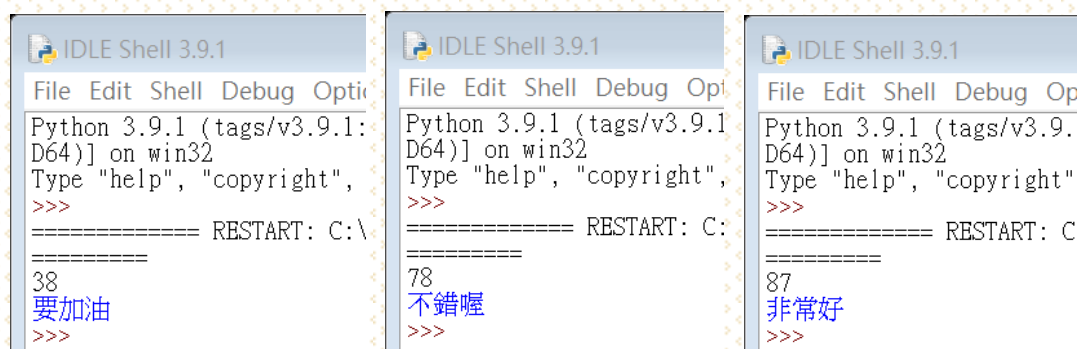 IDLE Shell 3.9.1
File Edit Shell Debug Optic
Python 3.9.1 (tags/v3.9.1:
D64)] on win32
Type "help", "copyright",
>>>
============= RESTART: C:\
=========
38
要加油
>>>
IDLE Shell 3.9.1
File Edit Shell Debug Opt
Python 3.9.1 (tags/v3.9.1
D64)] on win32
Type "help", "copyright",
>>>
============= RESTART: C:
=========
78
不錯喔
>>>
IDLE Shell 3.9.1
File Edit Shell Debug Op
Python 3.9.1 (tags/v3.9.
D64)] on win32
Type "help", "copyright"
>>>
============= RESTART: C
=========
87
非常好
>>>